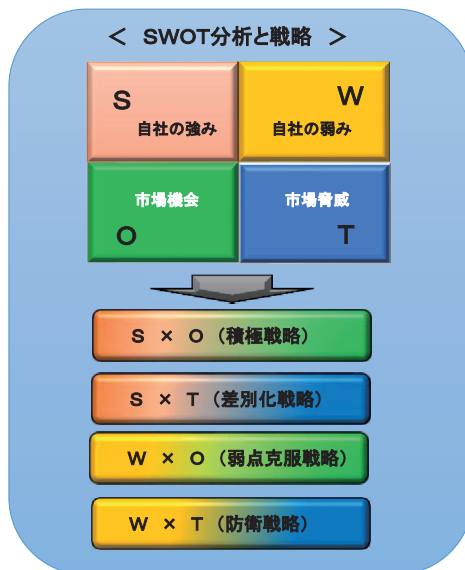 ＜ SWOT分析と戦略 ＞
S
自社の強み
W
自社の弱み
市場機会
O
市場脅威
T
S × O （積極戦略）
S × T （差別化戦略）
W × O （弱点克服戦略）
W × T （防衛戦略）